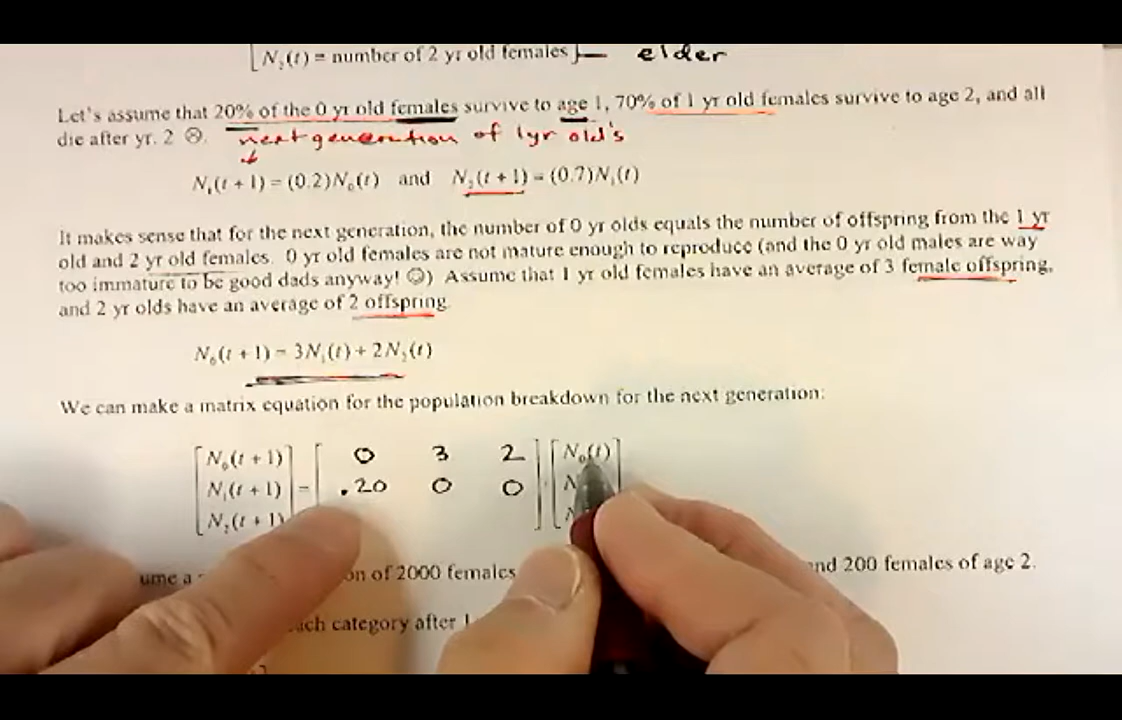 N₂(t) = number of 2 yr old females elder
Let's assume that 20% of the 0 yr old females survive to age 1, 70% of 1 yr old females survive to age 2, and all
die after yr. 2 ☹. next generation of 1yr old's
N₁(t + 1) = (0.2)N₀(t) and N₂(t + 1) = (0.7)N₁(t)
It makes sense that for the next generation, the number of 0 yr olds equals the number of offspring from the 1 yr
old and 2 yr old females. 0 yr old females are not mature enough to reproduce (and the 0 yr old males are way
too immature to be good dads anyway! ☺) Assume that 1 yr old females have an average of 3 female offspring,
and 2 yr olds have an average of 2 offspring.
N₀(t + 1) = 3N₁(t) + 2N₂(t)
We can make a matrix equation for the population breakdown for the next generation:
N₀(t + 1) 0 3 2 N₀(t)
N₁(t + 1) = .20 0 0 N
N₂(t + 1)
ume a on of 2000 females and 200 females of age 2.
ach category after 1